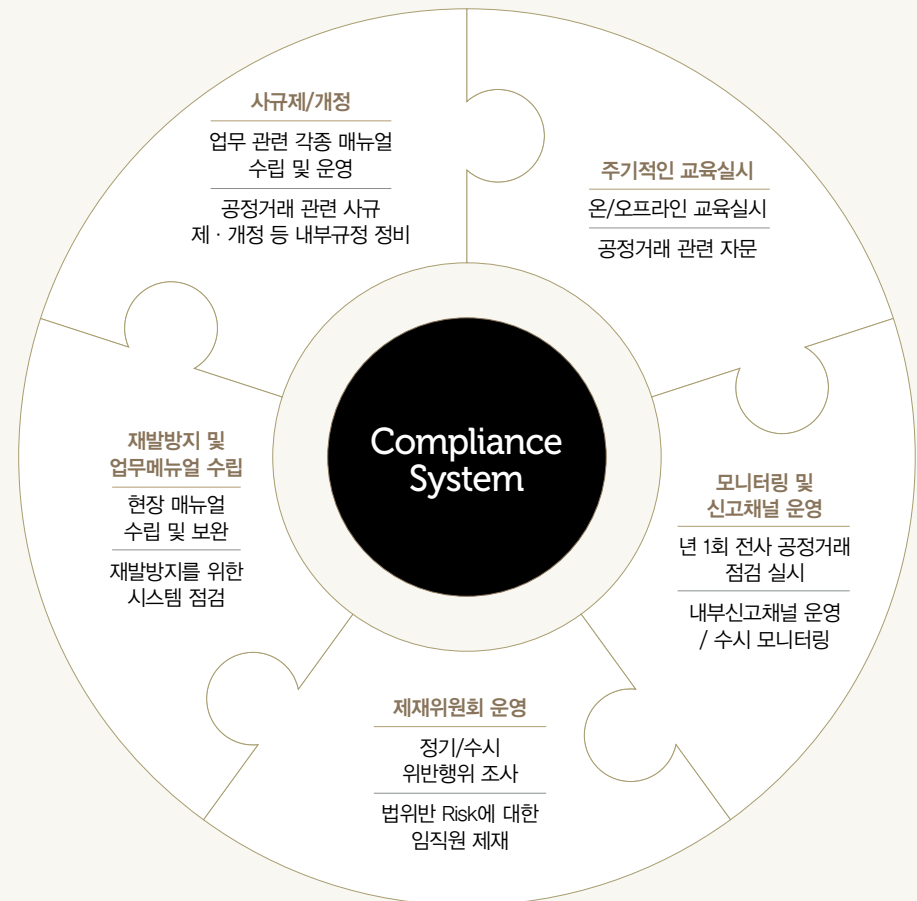 사규제/개정
업무 관련 각종 매뉴얼
수립 및 운영
공정거래 관련 사규
제 · 개정 등 내부규정 정비
주기적인 교육실시
온/오프라인 교육실시
공정거래 관련 자문
Compliance
System
모니터링 및
신고채널 운영
년 1회 전사 공정거래
점검 실시
내부신고채널 운영
/ 수시 모니터링
제재위원회 운영
정기/수시
위반행위 조사
법위반 Risk에 대한
임직원 제재
재발방지 및
업무메뉴얼 수립
현장 매뉴얼
수립 및 보완
재발방지를 위한
시스템 점검